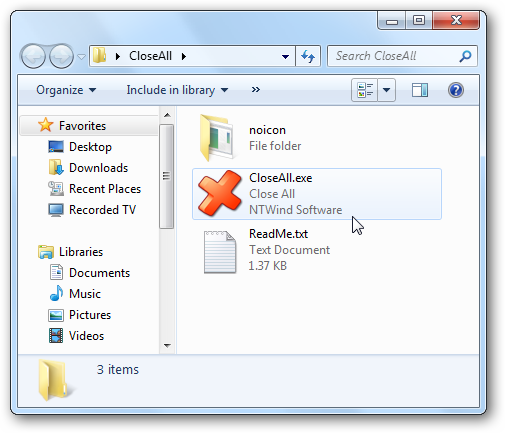 CloseAll
Search CloseAll
Organize
Include in library
»
Favorites
Desktop
Downloads
Recent Places
Recorded TV
Libraries
Documents
Music
Pictures
Videos
noicon
File folder
CloseAll.exe
Close All
NTWind Software
ReadMe.txt
Text Document
1.37 KB
3 items